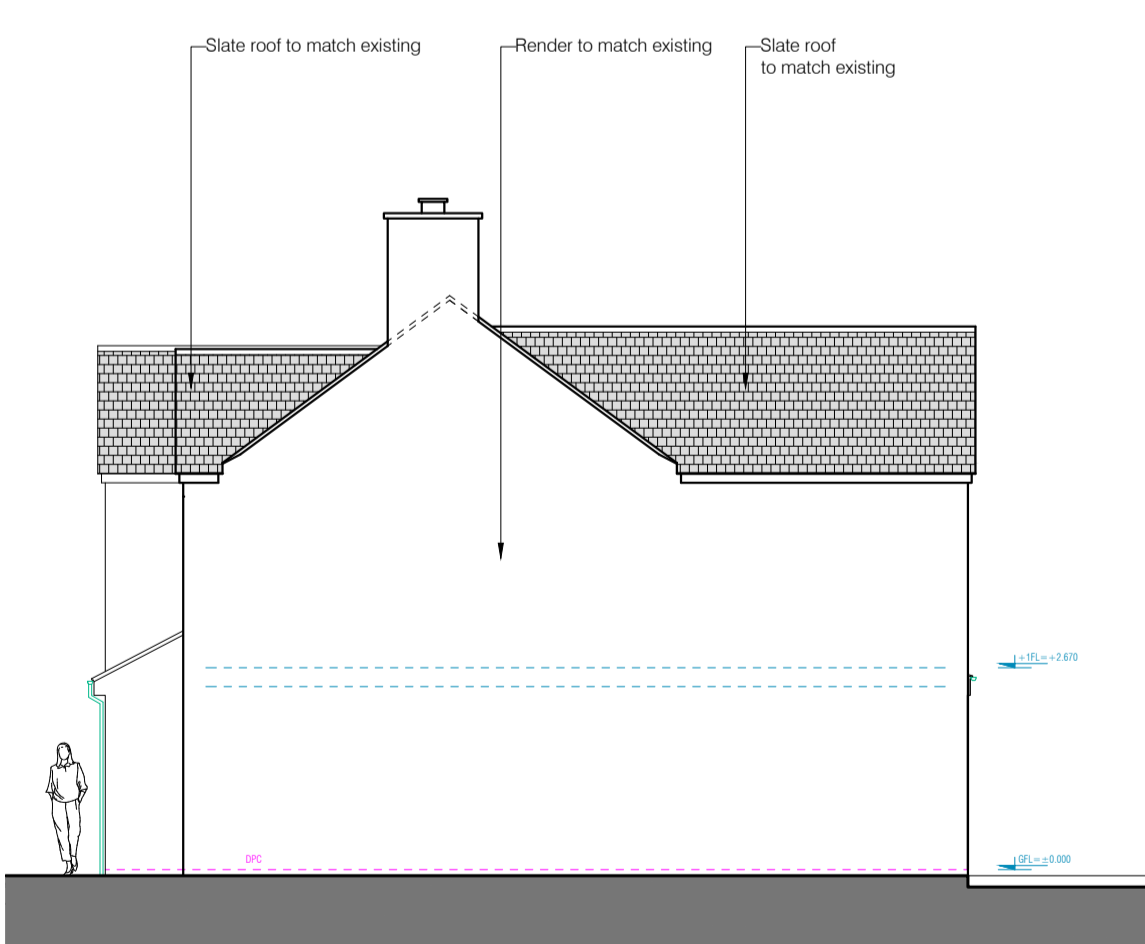 Slate roof to match existing
Render to match existing
Slate roof
to match existing
+1FL=+2.670
DPC
GFL=±0.000